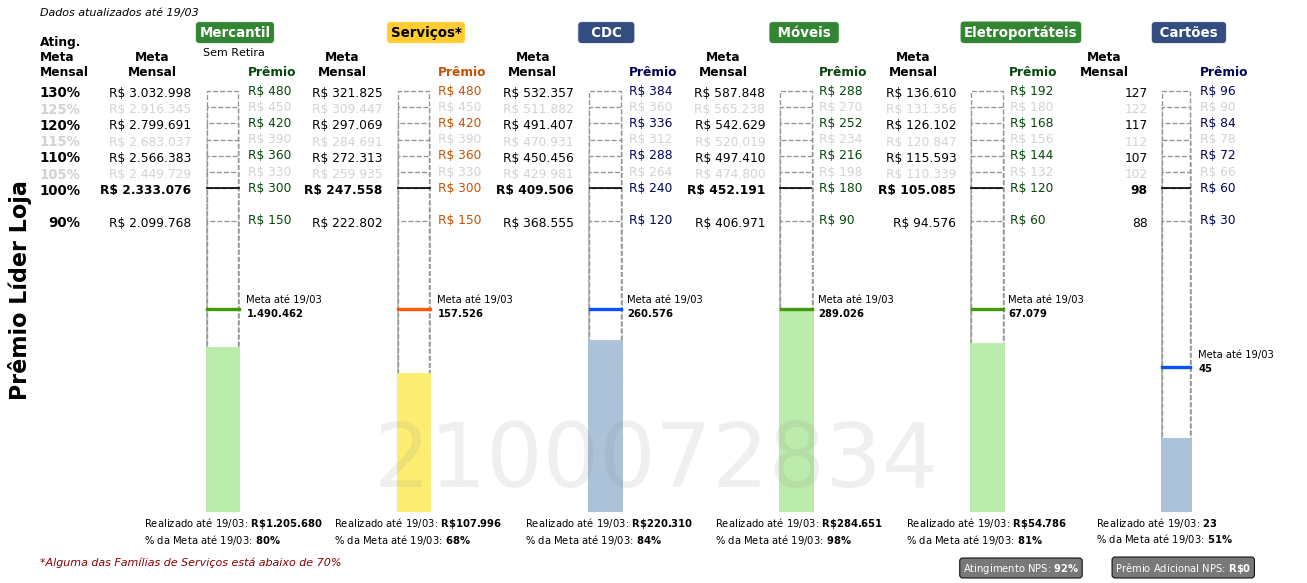 Dados atualizados até 19/03
Mercantil Serviços* CDC Móveis Eletroportáteis Cartões
Sem Retira
Ating. Meta Mensal Meta Mensal Prêmio Meta Mensal Prêmio Meta Mensal Prêmio Meta Mensal Prêmio Meta Mensal Prêmio Meta Mensal Prêmio
130% R$ 3.032.998 R$ 480 R$ 321.825 R$ 480 R$ 532.357 R$ 384 R$ 587.848 R$ 288 R$ 136.610 R$ 192 127 R$ 96
125% R$ 2.916.345 R$ 450 R$ 309.447 R$ 450 R$ 511.882 R$ 360 R$ 565.238 R$ 270 R$ 131.356 R$ 180 122 R$ 90
120% R$ 2.799.691 R$ 420 R$ 297.069 R$ 420 R$ 491.407 R$ 336 R$ 542.629 R$ 252 R$ 126.102 R$ 168 117 R$ 84
115% R$ 2.683.037 R$ 390 R$ 284.691 R$ 390 R$ 470.931 R$ 312 R$ 520.019 R$ 234 R$ 120.847 R$ 156 112 R$ 78
110% R$ 2.566.383 R$ 360 R$ 272.313 R$ 360 R$ 450.456 R$ 288 R$ 497.410 R$ 216 R$ 115.593 R$ 144 107 R$ 72
105% R$ 2.449.729 R$ 330 R$ 259.935 R$ 330 R$ 429.981 R$ 264 R$ 474.800 R$ 198 R$ 110.339 R$ 132 102 R$ 66
100% R$ 2.333.076 R$ 300 R$ 247.558 R$ 300 R$ 409.506 R$ 240 R$ 452.191 R$ 180 R$ 105.085 R$ 120 98 R$ 60
90% R$ 2.099.768 R$ 150 R$ 222.802 R$ 150 R$ 368.555 R$ 120 R$ 406.971 R$ 90 R$ 94.576 R$ 60 88 R$ 30
Prêmio Líder Loja
Meta até 19/03 Meta até 19/03 Meta até 19/03 Meta até 19/03 Meta até 19/03
1.490.462 157.526 260.576 289.026 67.079
Meta até 19/03
45
2100072834
Realizado até 19/03: R$1.205.680 Realizado até 19/03: R$107.996 Realizado até 19/03: R$220.310 Realizado até 19/03: R$284.651 Realizado até 19/03: R$54.786 Realizado até 19/03: 23
% da Meta até 19/03: 80% % da Meta até 19/03: 68% % da Meta até 19/03: 84% % da Meta até 19/03: 98% % da Meta até 19/03: 81% % da Meta até 19/03: 51%
*Alguma das Famílias de Serviços está abaixo de 70%
Atingimento NPS: 92% Prêmio Adicional NPS: R$0